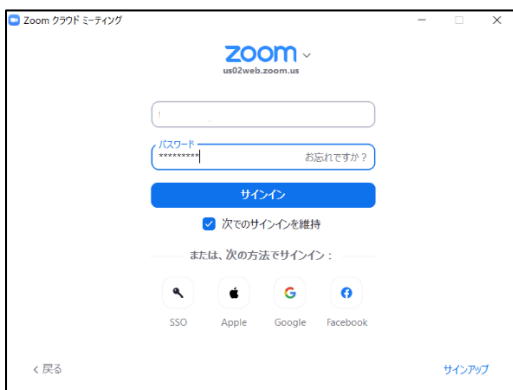 Zoom クラウド ミーティング
zoom
us02web.zoom.us
パスワード
*********
お忘れですか？
サインイン
次でのサインインを維持
または、次の方法でサインイン：
SSO Apple Google Facebook
戻る
サインアップ